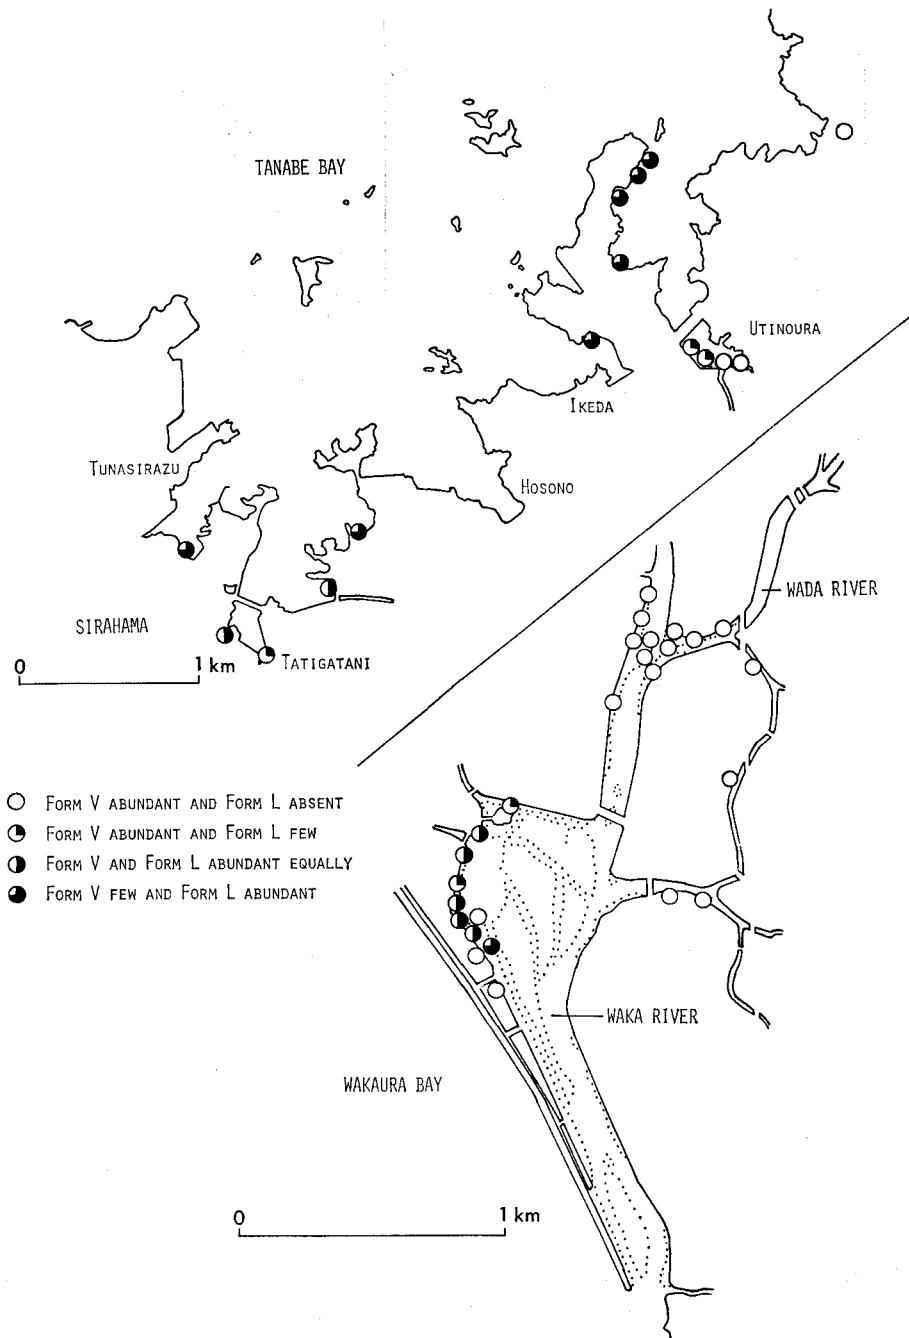 TANABE BAY
UTINOURA
IKEDA
TUNASIRAZU
HOSONO
SIRAHAMA
TATIGATANI
0 1 km
WADA RIVER
FORM V ABUNDANT AND FORM L ABSENT
FORM V ABUNDANT AND FORM L FEW
FORM V AND FORM L ABUNDANT EQUALLY
FORM V FEW AND FORM L ABUNDANT
WAKA RIVER
WAKAURA BAY
0 1 km